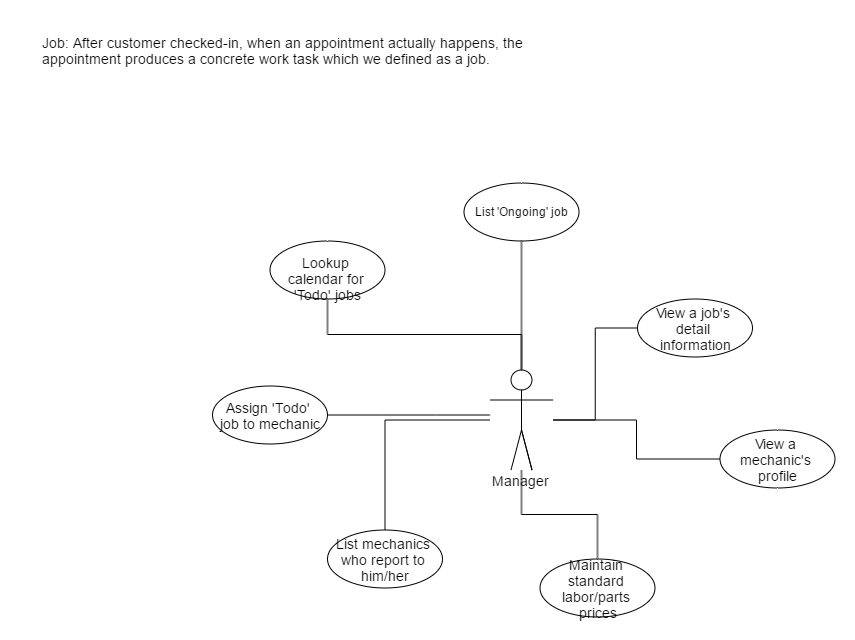 Job: After customer checked-in, when an appointment actually happens, the
appointment produces a concrete work task which we defined as a job.
List 'Ongoing' job
Lookup
calendar for
'Todo' jobs
View a job's
detail
information
Assign 'Todo'
job to mechanic
View a
mechanic's
profile
Manager
List mechanics
who report to
him/her
Maintain
standard
labor/parts
prices